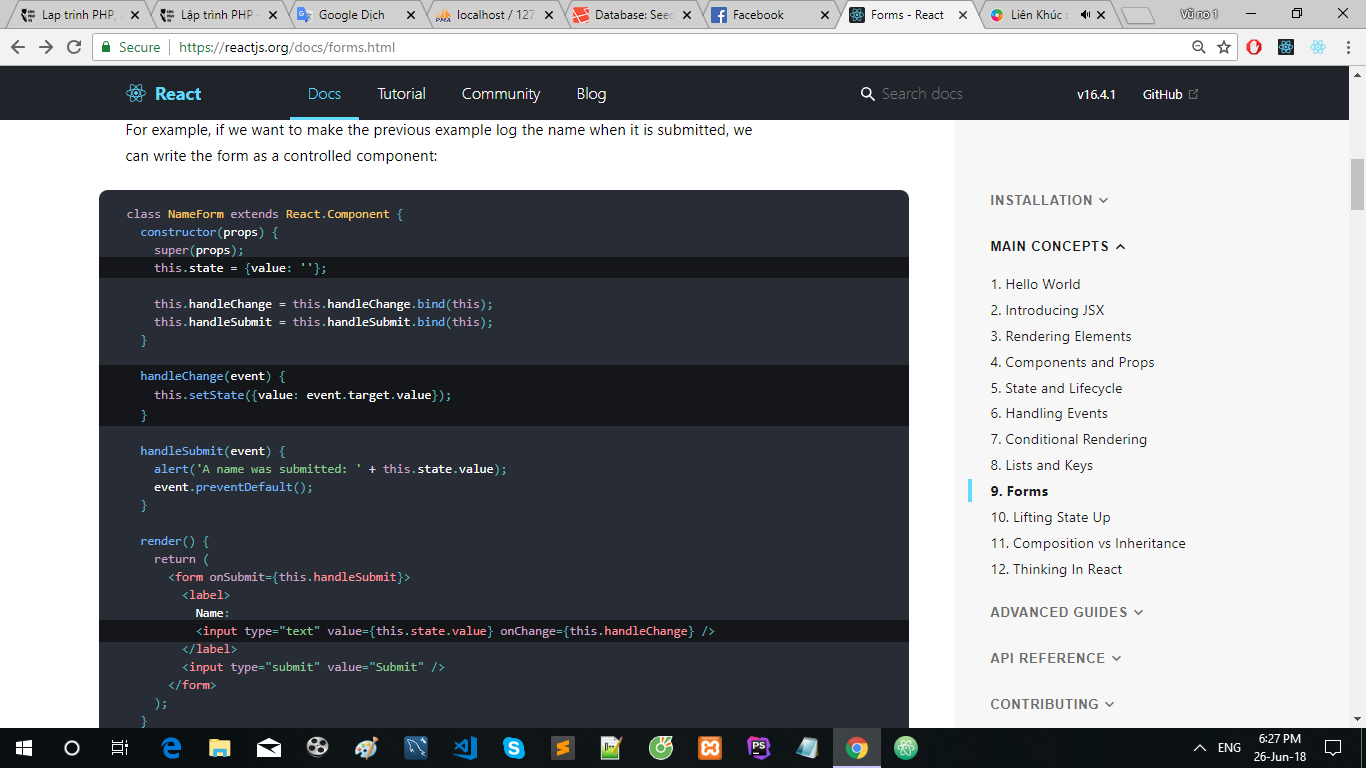 Lap trinh PHP,
Lập trình PHP -
Google Dịch
localhost / 127
Database: Seec
Facebook
Forms - React
Liên Khúc :
Vũ no 1
Secure
https://reactjs.org/docs/forms.html
React
Docs
Tutorial
Community
Blog
Search docs
v16.4.1
GitHub
For example, if we want to make the previous example log the name when it is submitted, we
can write the form as a controlled component:
class NameForm extends React.Component {
constructor(props) {
super(props);
this.state = {value: ''};
this.handleChange = this.handleChange.bind(this);
this.handleSubmit = this.handleSubmit.bind(this);
}
handleChange(event) {
this.setState({value: event.target.value});
}
handleSubmit(event) {
alert('A name was submitted: ' + this.state.value);
event.preventDefault();
}
render() {
return (
<form onSubmit={this.handleSubmit}>
<label>
Name:
<input type="text" value={this.state.value} onChange={this.handleChange} />
</label>
<input type="submit" value="Submit" />
</form>
);
}
INSTALLATION
MAIN CONCEPTS
1. Hello World
2. Introducing JSX
3. Rendering Elements
4. Components and Props
5. State and Lifecycle
6. Handling Events
7. Conditional Rendering
8. Lists and Keys
9. Forms
10. Lifting State Up
11. Composition vs Inheritance
12. Thinking In React
ADVANCED GUIDES
API REFERENCE
CONTRIBUTING
ENG
6:27 PM
26-Jun-18